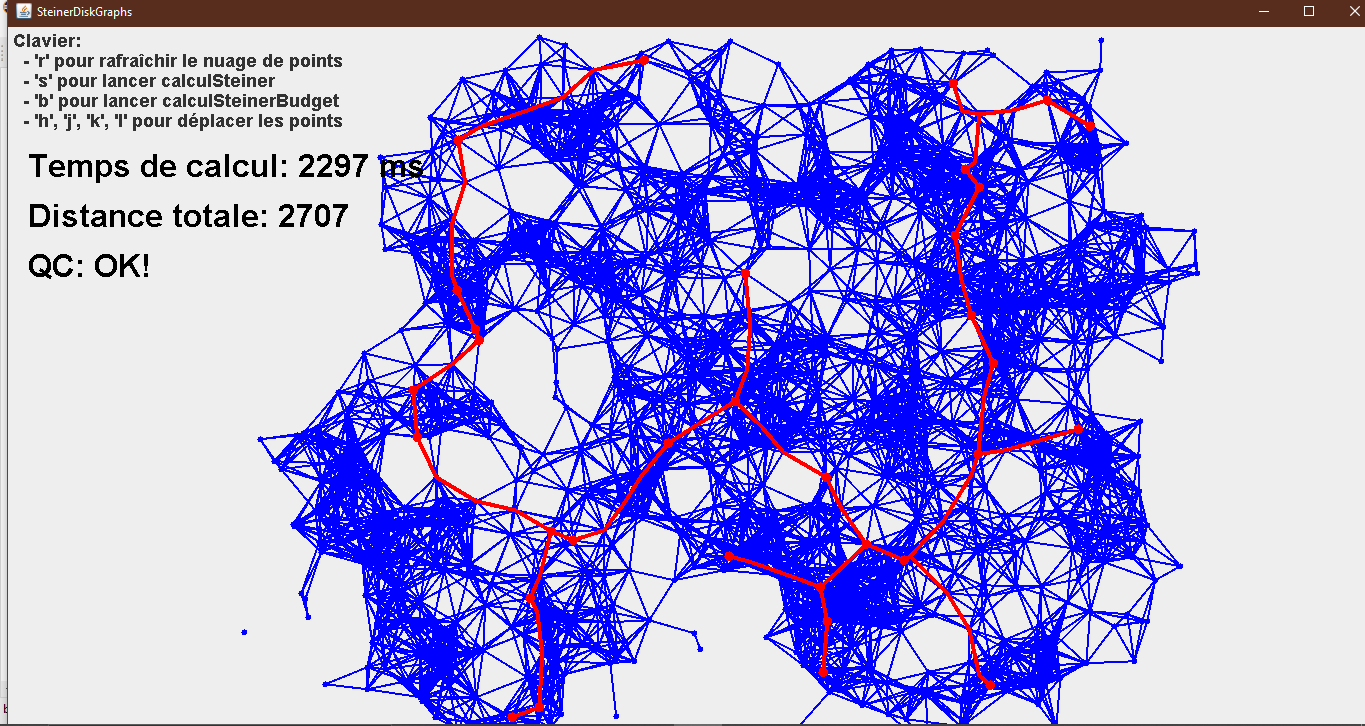 SteinerDiskGraphs
Clavier:
- 'r' pour rafraîchir le nuage de points
- 's' pour lancer calculSteiner
- 'b' pour lancer calculSteinerBudget
- 'h', 'j', 'k', 'l' pour déplacer les points
Temps de calcul: 2297 ms
Distance totale: 2707
QC: OK!